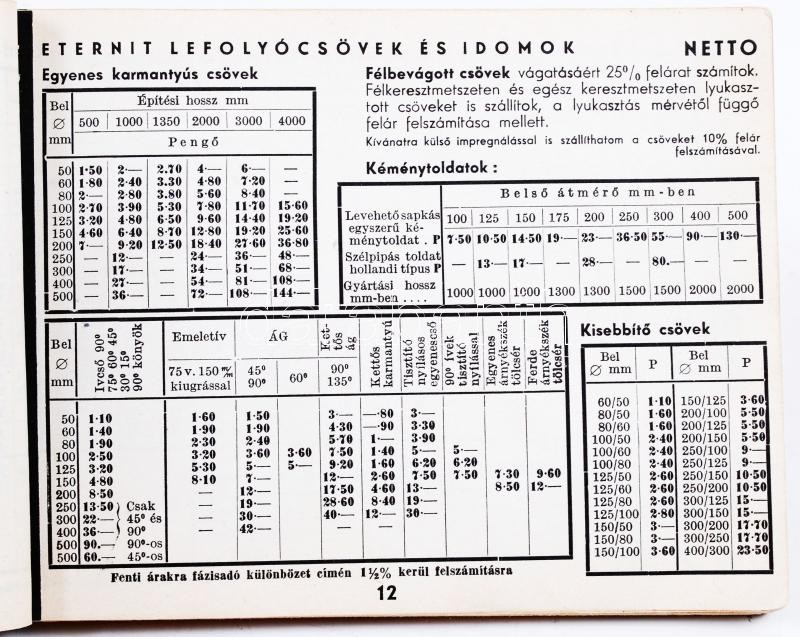 ETERNIT LEFOLYÓCSÖVEK ÉS IDOMOK NETTO
Egyenes karmantyús csövek
Bel ⌀ mm
Építési hossz mm
500 1000 1350 2000 3000 4000
Pengő
50 1·50 2·— 2.70 4·— 6·— —
60 1·80 2·40 3.30 4·80 7·20 —
80 2·— 2·80 3.80 5·60 8·40 —
100 2·70 3·90 5·30 7·80 11·70 15·60
125 3·20 4·80 6·50 9·60 14·40 19·20
150 4·60 6·40 8·70 12·80 19·20 25·60
200 7·— 9·20 12·50 18·40 27·60 36·80
250 — 12·— — 24·— 36·— 48·—
300 — 17·— — 34·— 51·— 68·—
400 — 27·— — 54·— 81·— 108·—
500 — 36·— — 72·— 108·— 144·—
Félbevágott csövek vágatásáért 25% felárat számítok.
Félkeresztmetszeten és egész keresztmetszeten lyukasz-
tott csöveket is szállítok, a lyukasztás mérvétől függő
felár felszámítása mellett.
Kívánatra külső impregnálással is szállíthatom a csöveket 10% felár
felszámításával.
Kéménytoldatok :
Belső átmérő mm-ben
100 125 150 175 200 250 300 400 500
Levehető sapkás
egyszerű ké-
ménytoldat . P 7·50 10·50 14·50 19·— 23·— 36·50 55·— 90·— 130·—
Szélpipás toldat
hollandi típus P — 13·— 17·— — 28·— — 80.— — —
Gyártási hossz
mm-ben . . . . 1000 1000 1000 1300 1300 1500 1500 2000 2000
Bel ⌀ mm
Ivcső 90°
75° 60° 45°
30° 15°
90° könyök
Emeletív
75 v. 150 m/m
kiugrással
ÁG
45°
90°
60°
Ket-
tős
ág
90°
135°
Kettős
karmantyú
Tisztító
nyílásos
egyenescső
90° ívek
tisztító
nyílással
Egyenes
árnyékszék
tölcsér
Ferde
árnyékszék
tölcsér
50 1·10 1·60 1·50 3·— —80 3·—
60 1·40 1·90 1·90 4·30 —90 3·30
80 1·90 2·30 2·40 5·70 1·— 3·90
100 2·50 3·20 3·60 3·60 7·50 1·40 5·— 5·—
125 3·20 5·30 5·— 5·— 9·20 1·60 6·20 6·20
150 4·80 8·10 7·— 12·— 2·60 7·50 7·50 7·30 9·60
200 8·50 — 12·— 17·50 4·60 13·— 8·50 12·—
250 13·50 Csak — 19·— 28·60 8·40 19·—
300 22·— 45° és — 30·— 40·— 12·— 30·—
400 36·— 90° — 42·— — —
500 90.— 90°-os
500 60.— 45°-os
Kisebbítő csövek
Bel ⌀ mm P Bel ⌀ mm P
60/50 1·10 150/125 3·60
80/50 1·60 200/100 5·50
80/60 1·60 200/125 5·50
100/50 2·40 200/150 5·50
100/60 2·40 250/100 9·—
100/80 2·40 250/125 9·—
125/50 2·60 250/150 10·50
125/60 2·60 250/200 10·50
125/80 2·60 300/125 15·—
125/100 2·80 300/150 15·—
150/50 3·— 300/200 17·70
150/80 3·— 300/250 17·70
150/100 3·60 400/300 23·50
Fenti árakra fázisadó különbözet címén 1½% kerül felszámításra
12